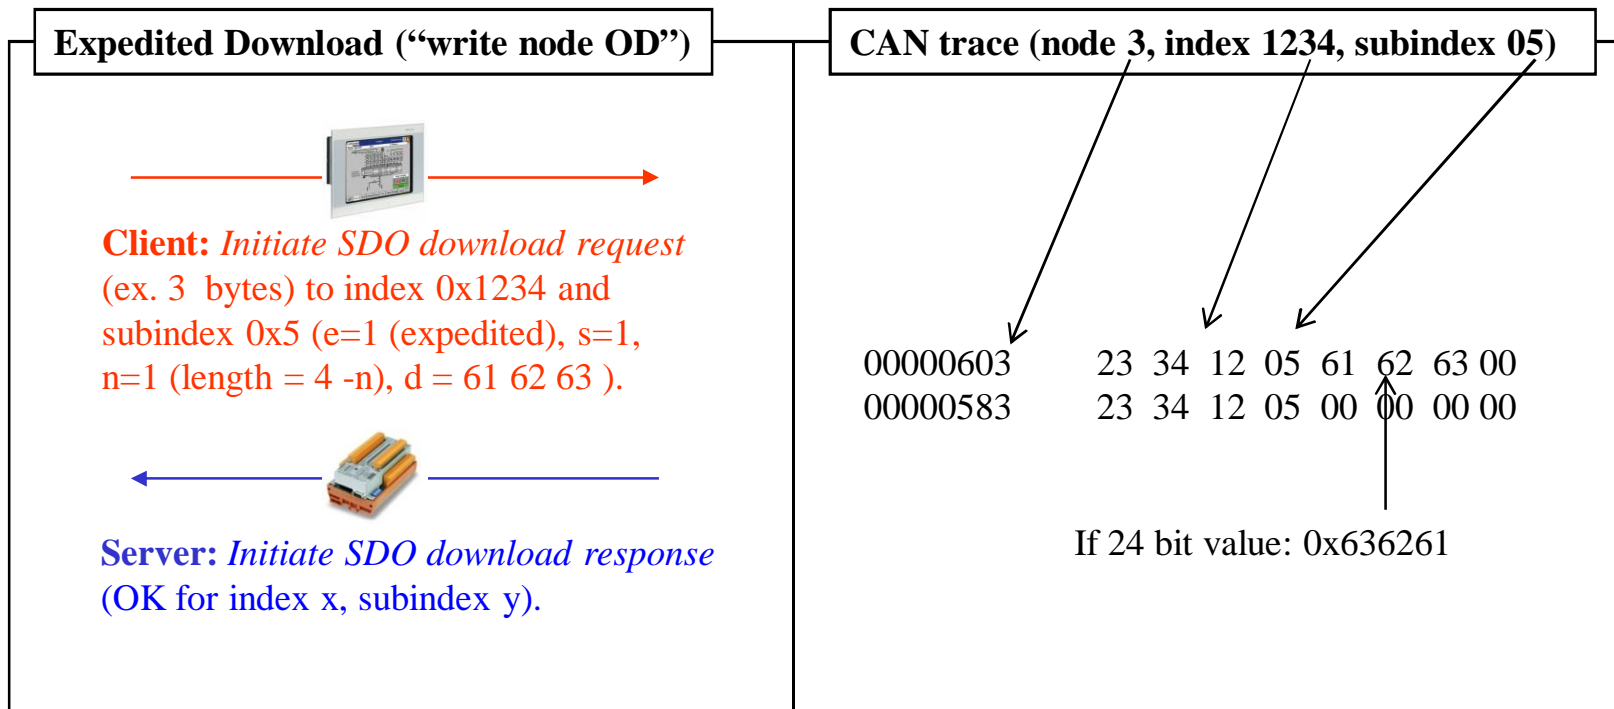 Expedited Download (“write node OD”)
Client: Initiate SDO download request
(ex. 3 bytes) to index 0x1234 and
subindex 0x5 (e=1 (expedited), s=1,
n=1 (length = 4 -n), d = 61 62 63 ).
Server: Initiate SDO download response
(OK for index x, subindex y).
CAN trace (node 3, index 1234, subindex 05)
00000603 23 34 12 05 61 62 63 00
00000583 23 34 12 05 00 00 00 00
If 24 bit value: 0x636261